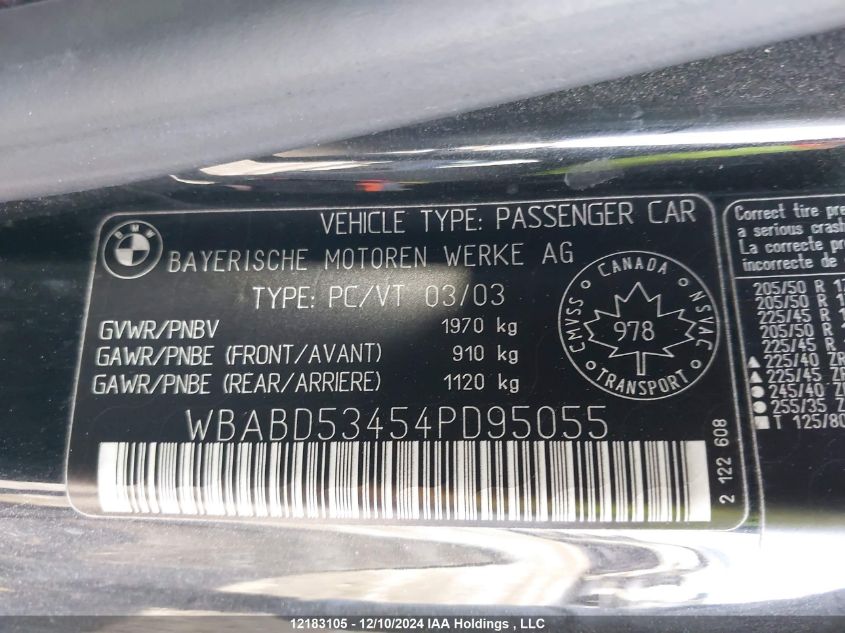 BMW
VEHICLE TYPE: PASSENGER CAR
BAYERISCHE MOTOREN WERKE AG
TYPE: PC/VT 03/03
GVWR/PNBV 1970 kg
GAWR/PNBE (FRONT/AVANT) 910 kg
GAWR/PNBE (REAR/ARRIERE) 1120 kg
CANADA
CMVSS
NSVAC
978
TRANSPORT
WBABD53454PD95055
2 122 608
Correct tire
a serious
La correcte
incorrecte de
205/50 R
205/50 R
225/45 R
205/50 R
225/45 R
225/40
225/45
245/40
255/35
T 125/80
12183105 - 12/10/2024 IAA Holdings , LLC